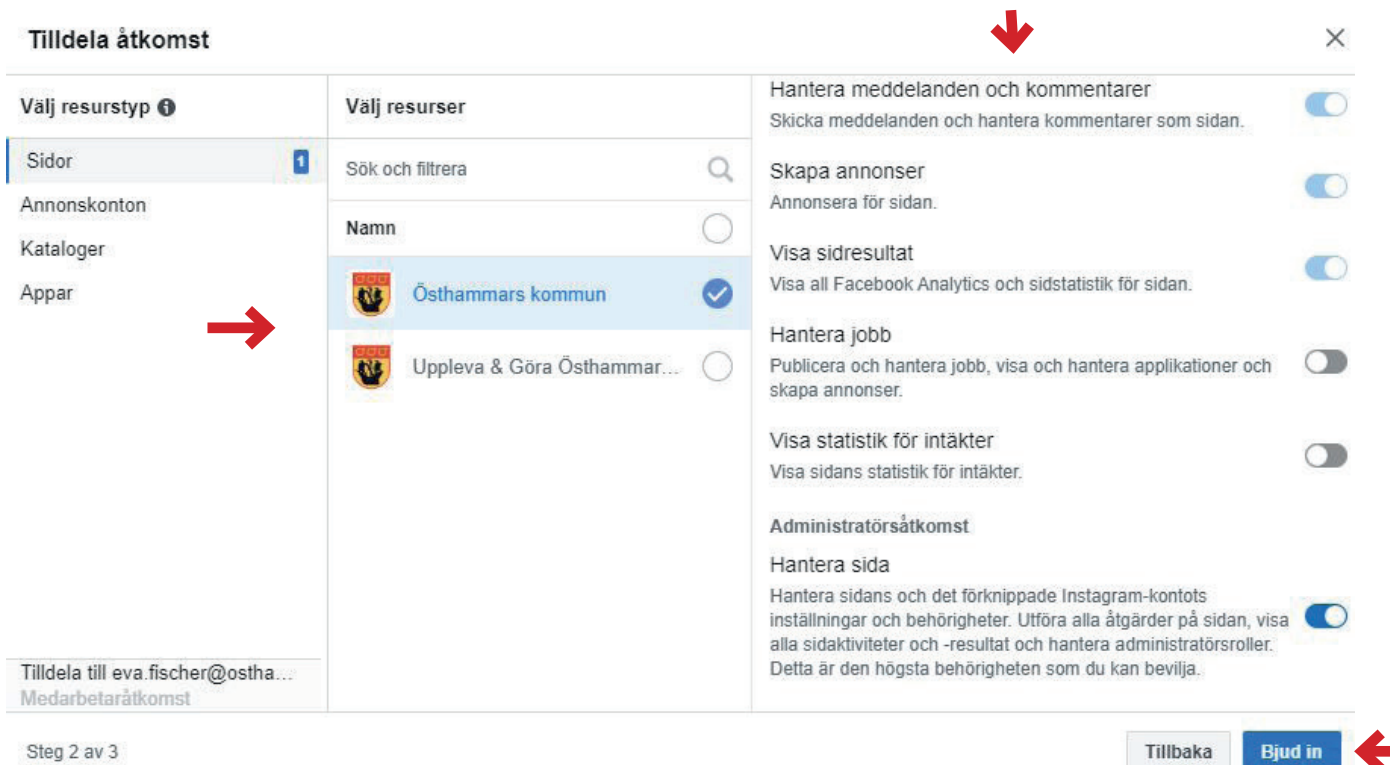 Tilldela åtkomst
Välj resurstyp
Sidor 1
Annonskonton
Kataloger
Appar
Tilldela till eva.fischer@ostha...
Medarbetaråtkomst
Välj resurser
Sök och filtrera
Namn
Östhammars kommun
Uppleva & Göra Östhammar...
Hantera meddelanden och kommentarer
Skicka meddelanden och hantera kommentarer som sidan.
Skapa annonser
Annonsera för sidan.
Visa sidresultat
Visa all Facebook Analytics och sidstatistik för sidan.
Hantera jobb
Publicera och hantera jobb, visa och hantera applikationer och
skapa annonser.
Visa statistik för intäkter
Visa sidans statistik för intäkter.
Administratörsåtkomst
Hantera sida
Hantera sidans och det förknippade Instagram-kontots
inställningar och behörigheter. Utföra alla åtgärder på sidan, visa
alla sidaktiviteter och -resultat och hantera administratörsroller.
Detta är den högsta behörigheten som du kan bevilja.
Steg 2 av 3
Tillbaka
Bjud in